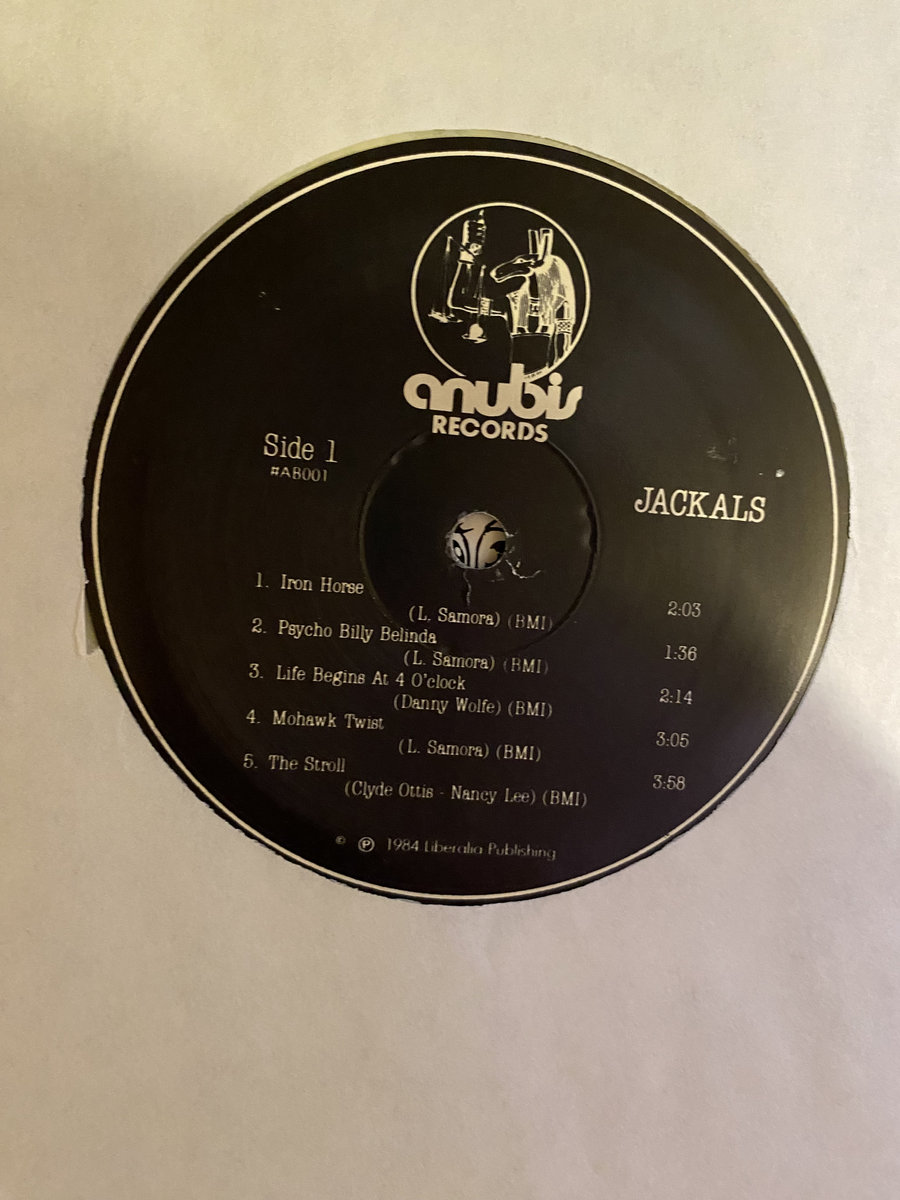 anubis
RECORDS
Side 1
#AB001
JACKALS
1. Iron Horse
(L. Samora) (BMI) 2:03
2. Psycho Billy Belinda
(L. Samora) (BMI) 1:36
3. Life Begins At 4 O'clock
(Danny Wolfe) (BMI) 2:14
4. Mohawk Twist
(L. Samora) (BMI) 3:05
5. The Stroll
(Clyde Ottis - Nancy Lee) (BMI) 3:58
© ℗ 1984 Liberalia Publishing